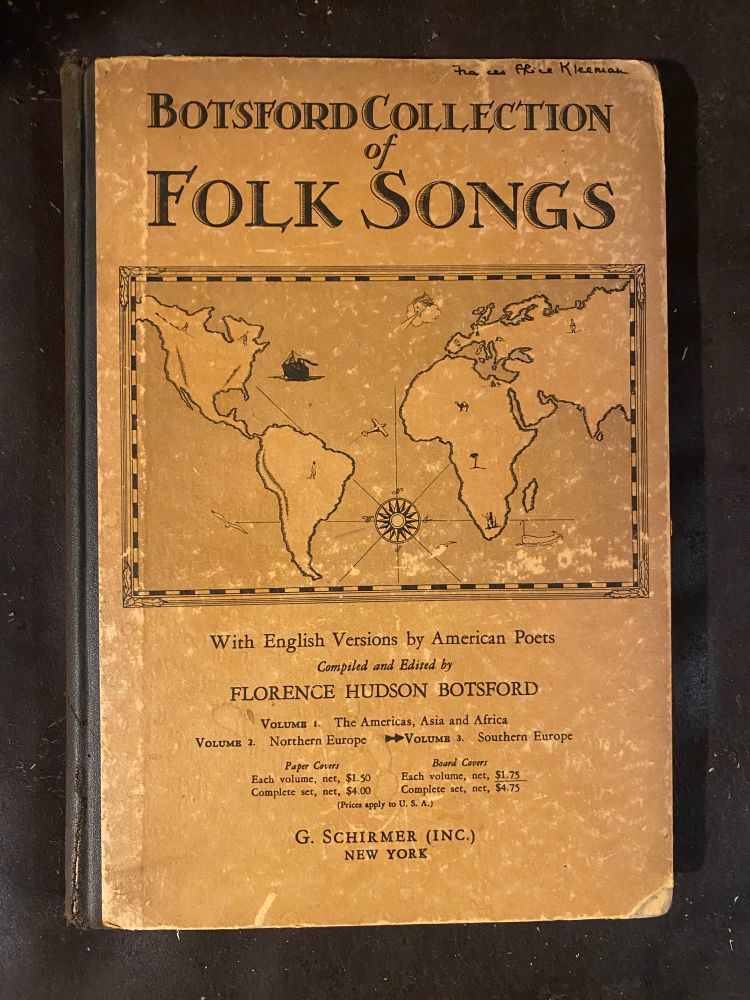 Frances Alice Kleeman
BOTSFORD COLLECTION
of
FOLK SONGS
With English Versions by American Poets
Compiled and Edited by
FLORENCE HUDSON BOTSFORD
VOLUME 1. The Americas, Asia and Africa
VOLUME 2. Northern Europe VOLUME 3. Southern Europe
Paper Covers Board Covers
Each volume, net, $1.50 Each volume, net, $1.75
Complete set, net, $4.00 Complete set, net, $4.75
(Prices apply to U. S. A.)
G. SCHIRMER (INC.)
NEW YORK